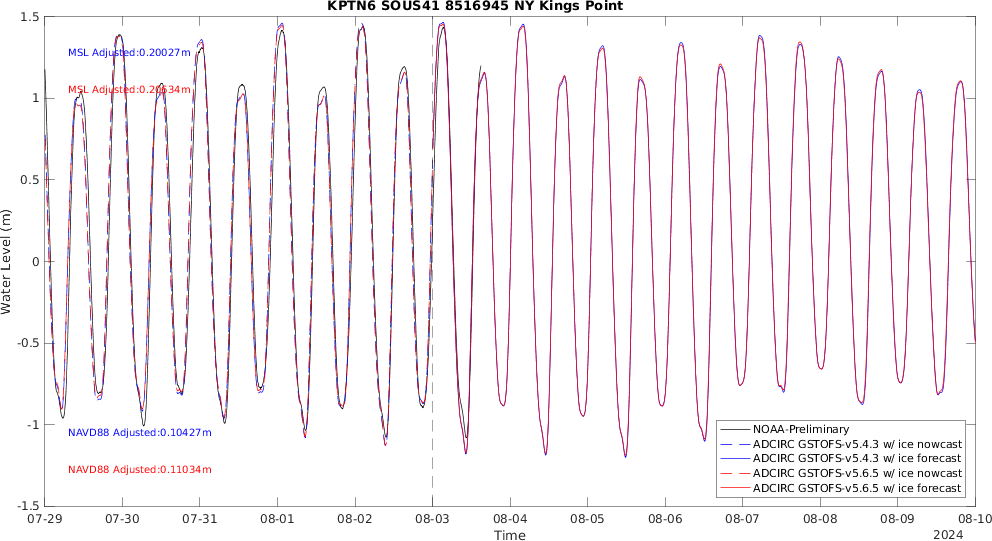 KPTN6 SOUS41 8516945 NY Kings Point
1.5
1
0.5
0
-0.5
-1
-1.5
Water Level (m)
MSL Adjusted:0.20027m
MSL Adjusted:0.20634m
NAVD88 Adjusted:0.10427m
NAVD88 Adjusted:0.11034m
NOAA-Preliminary
ADCIRC GSTOFS-v5.4.3 w/ ice nowcast
ADCIRC GSTOFS-v5.4.3 w/ ice forecast
ADCIRC GSTOFS-v5.6.5 w/ ice nowcast
ADCIRC GSTOFS-v5.6.5 w/ ice forecast
07-29 07-30 07-31 08-01 08-02 08-03 08-04 08-05 08-06 08-07 08-08 08-09 08-10
Time
2024